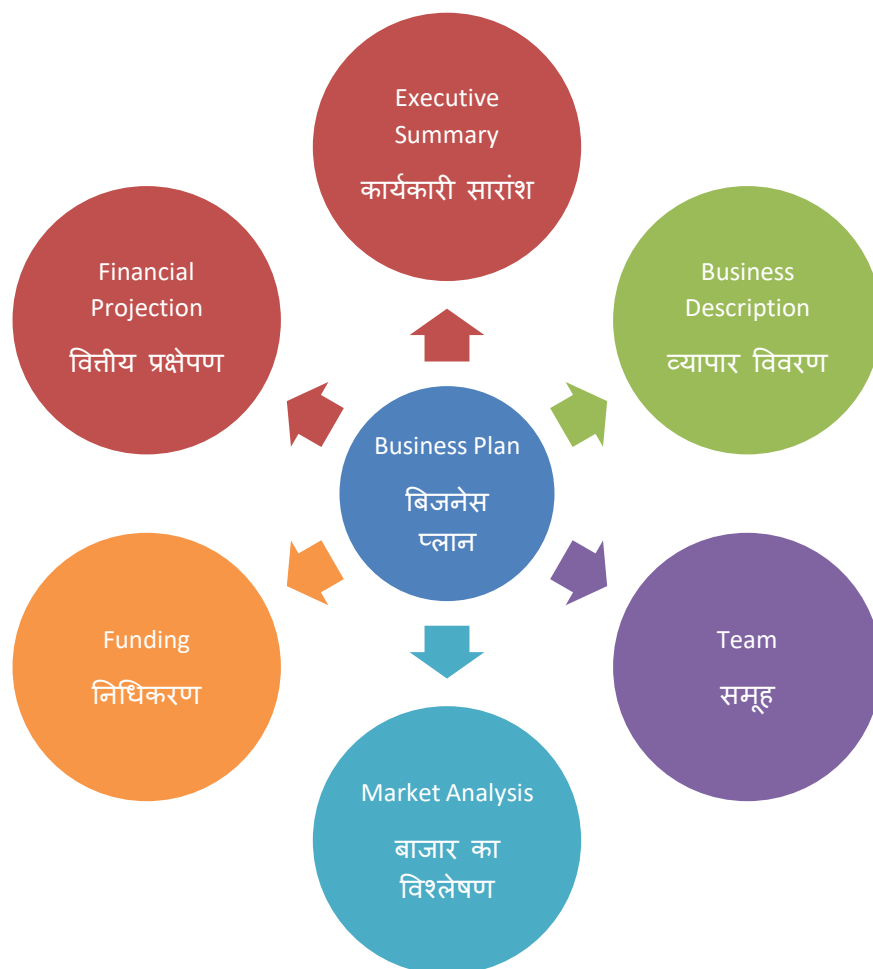 Executive
Summary
कार्यकारी सारांश
Financial
Projection
वित्तीय प्रक्षेपण
Business
Description
व्यापार विवरण
Business Plan
बिजनेस
प्लान
Funding
निधिकरण
Team
समूह
Market Analysis
बाजार का
विश्लेषण